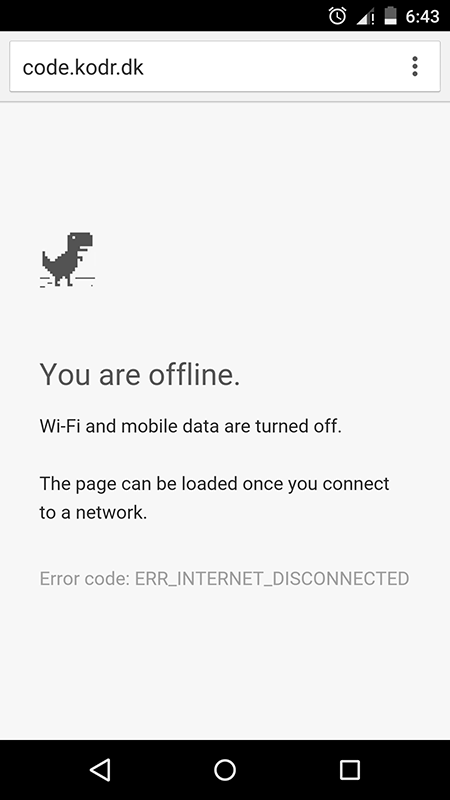 6:43
code.kodr.dk
You are offline.
Wi-Fi and mobile data are turned off.
The page can be loaded once you connect
to a network.
Error code: ERR_INTERNET_DISCONNECTED